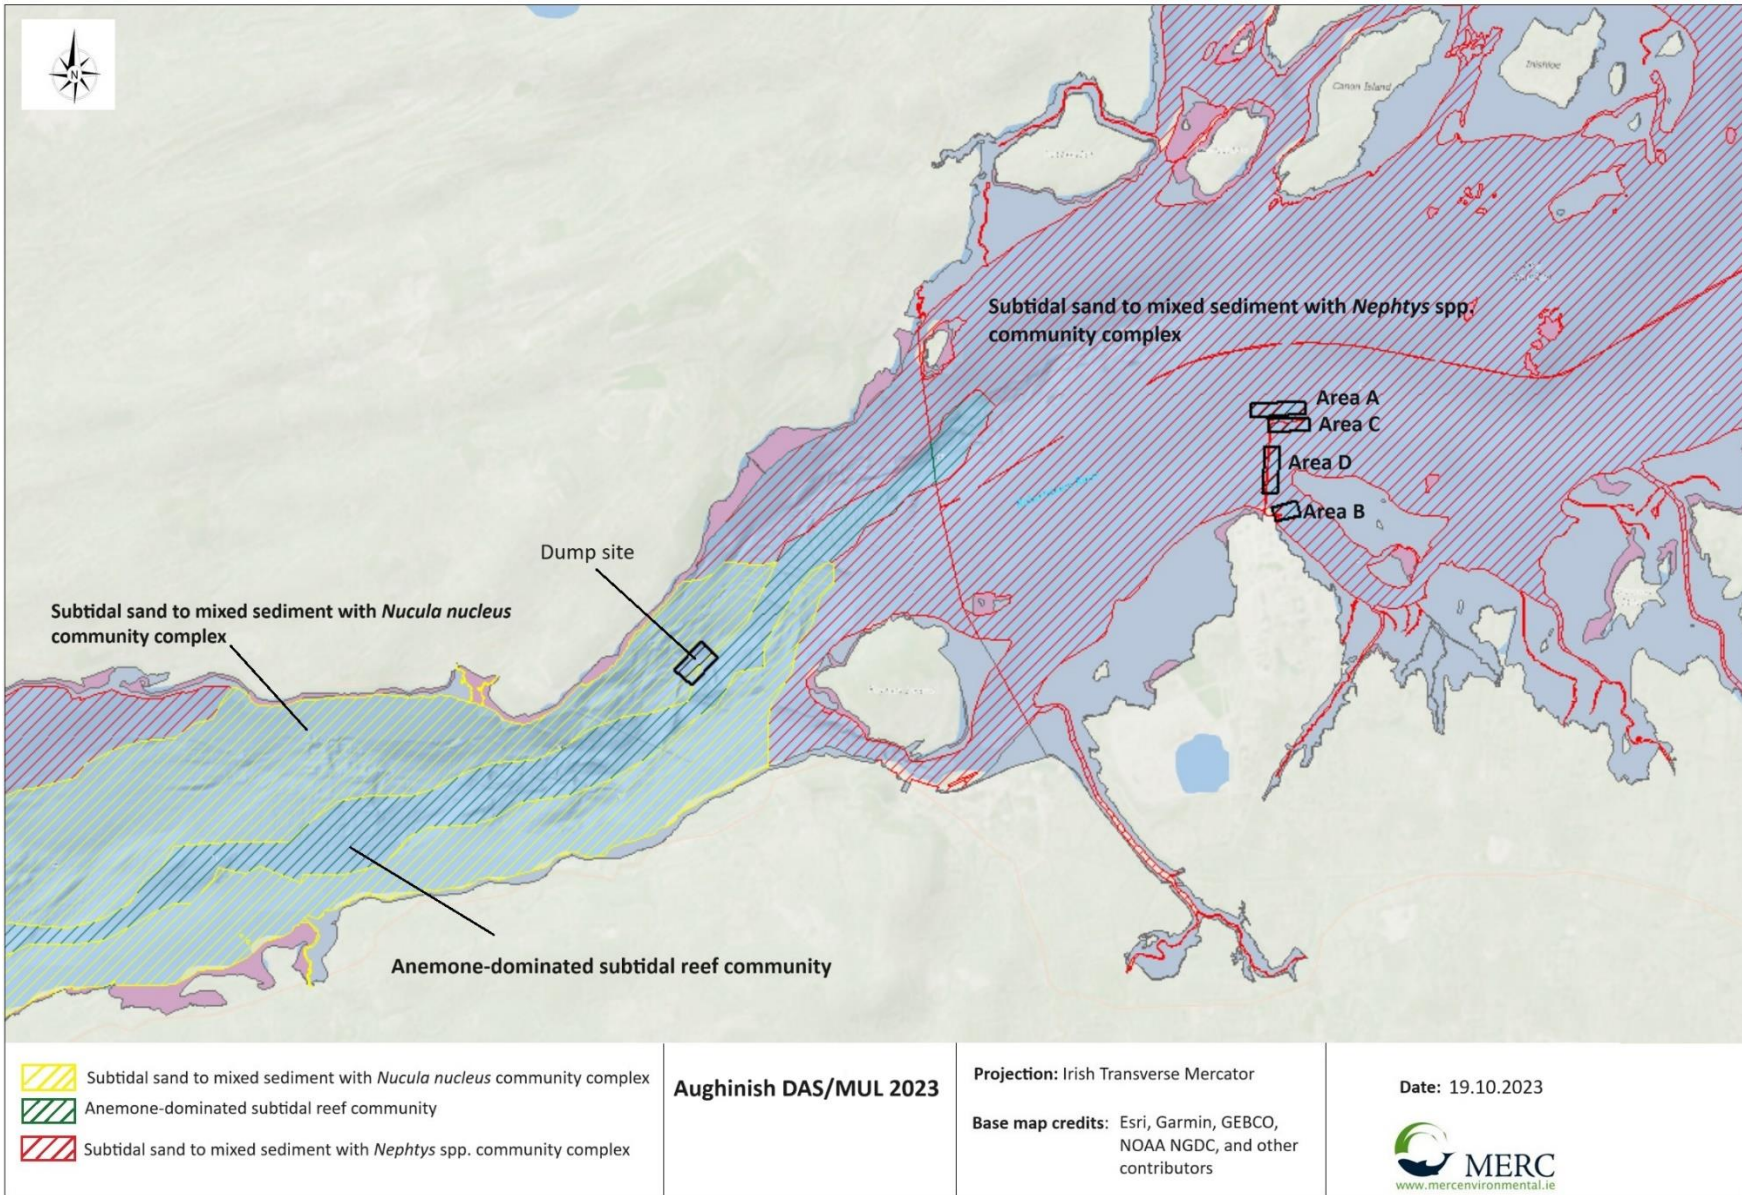 N
Canon Island
Subtidal sand to mixed sediment with Nephtys spp.
community complex
Area A
Area C
Area D
Area B
Dump site
Subtidal sand to mixed sediment with Nucula nucleus
community complex
Anemone-dominated subtidal reef community
Subtidal sand to mixed sediment with Nucula nucleus community complex
Anemone-dominated subtidal reef community
Subtidal sand to mixed sediment with Nephtys spp. community complex
Aughinish DAS/MUL 2023
Projection: Irish Transverse Mercator
Base map credits: Esri, Garmin, GEBCO,
NOAA NGDC, and other
contributors
Date: 19.10.2023
MERC
www.mercenvironmental.ie